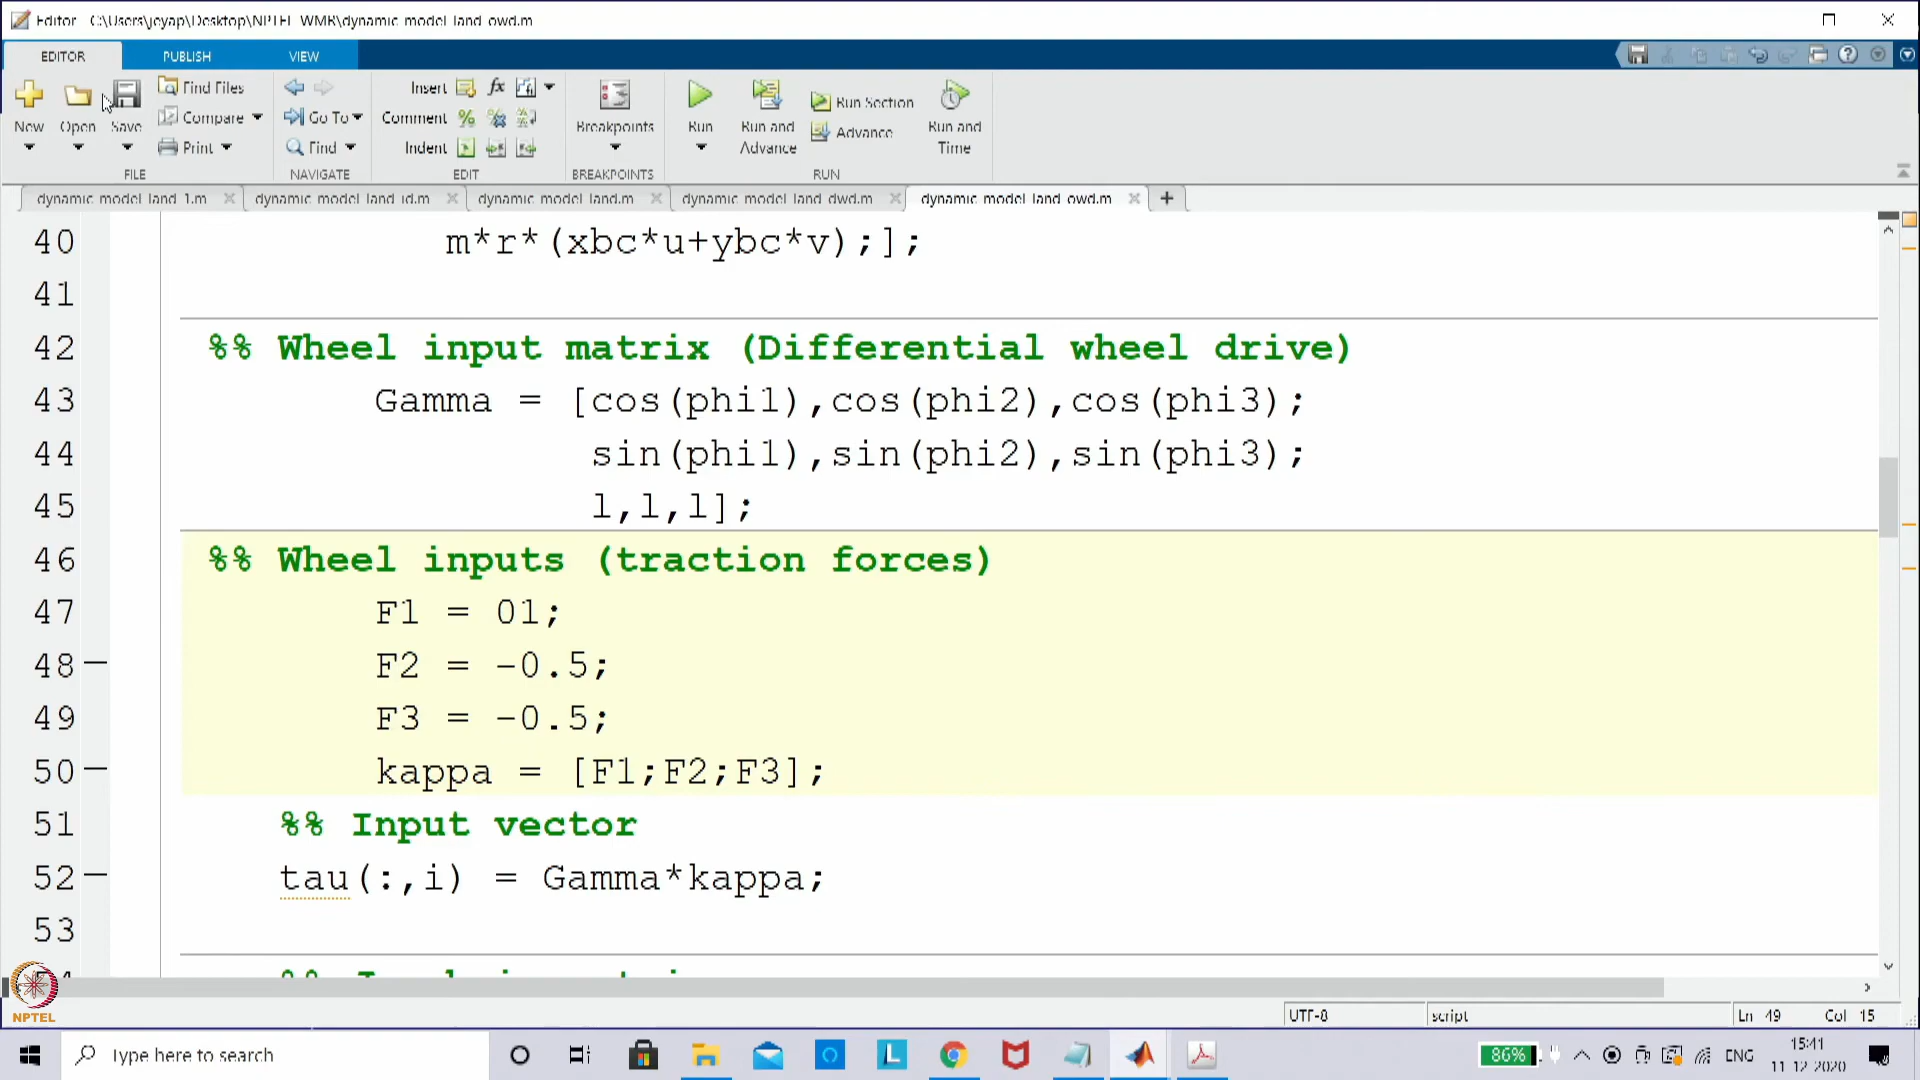 Editor - C:\Users\jeyap\Desktop\NPTEL_WMR\dynamic_model_land_owd.m
EDITOR PUBLISH VIEW
New Open Save Find Files Compare Print FILE
Go To Find NAVIGATE
Insert Comment Indent EDIT
Breakpoints BREAKPOINTS
Run Run and Advance Run Section Advance Run and Time RUN
dynamic_model_land_1.m dynamic_model_land_id.m dynamic_model_land.m dynamic_model_land_dwd.m dynamic_model_land_owd.m
40 m*r*(xbc*u+ybc*v);];
41
42 %% Wheel input matrix (Differential wheel drive)
43 Gamma = [cos(phi1),cos(phi2),cos(phi3);
44 sin(phi1),sin(phi2),sin(phi3);
45 l,l,l];
46 %% Wheel inputs (traction forces)
47 F1 = 01;
48 F2 = -0.5;
49 F3 = -0.5;
50 kappa = [F1;F2;F3];
51 %% Input vector
52 tau(:,i) = Gamma*kappa;
53
NPTEL
UTF-8 script Ln 49 Col 15
Type here to search
86% ENG 15:41
11-12-2020